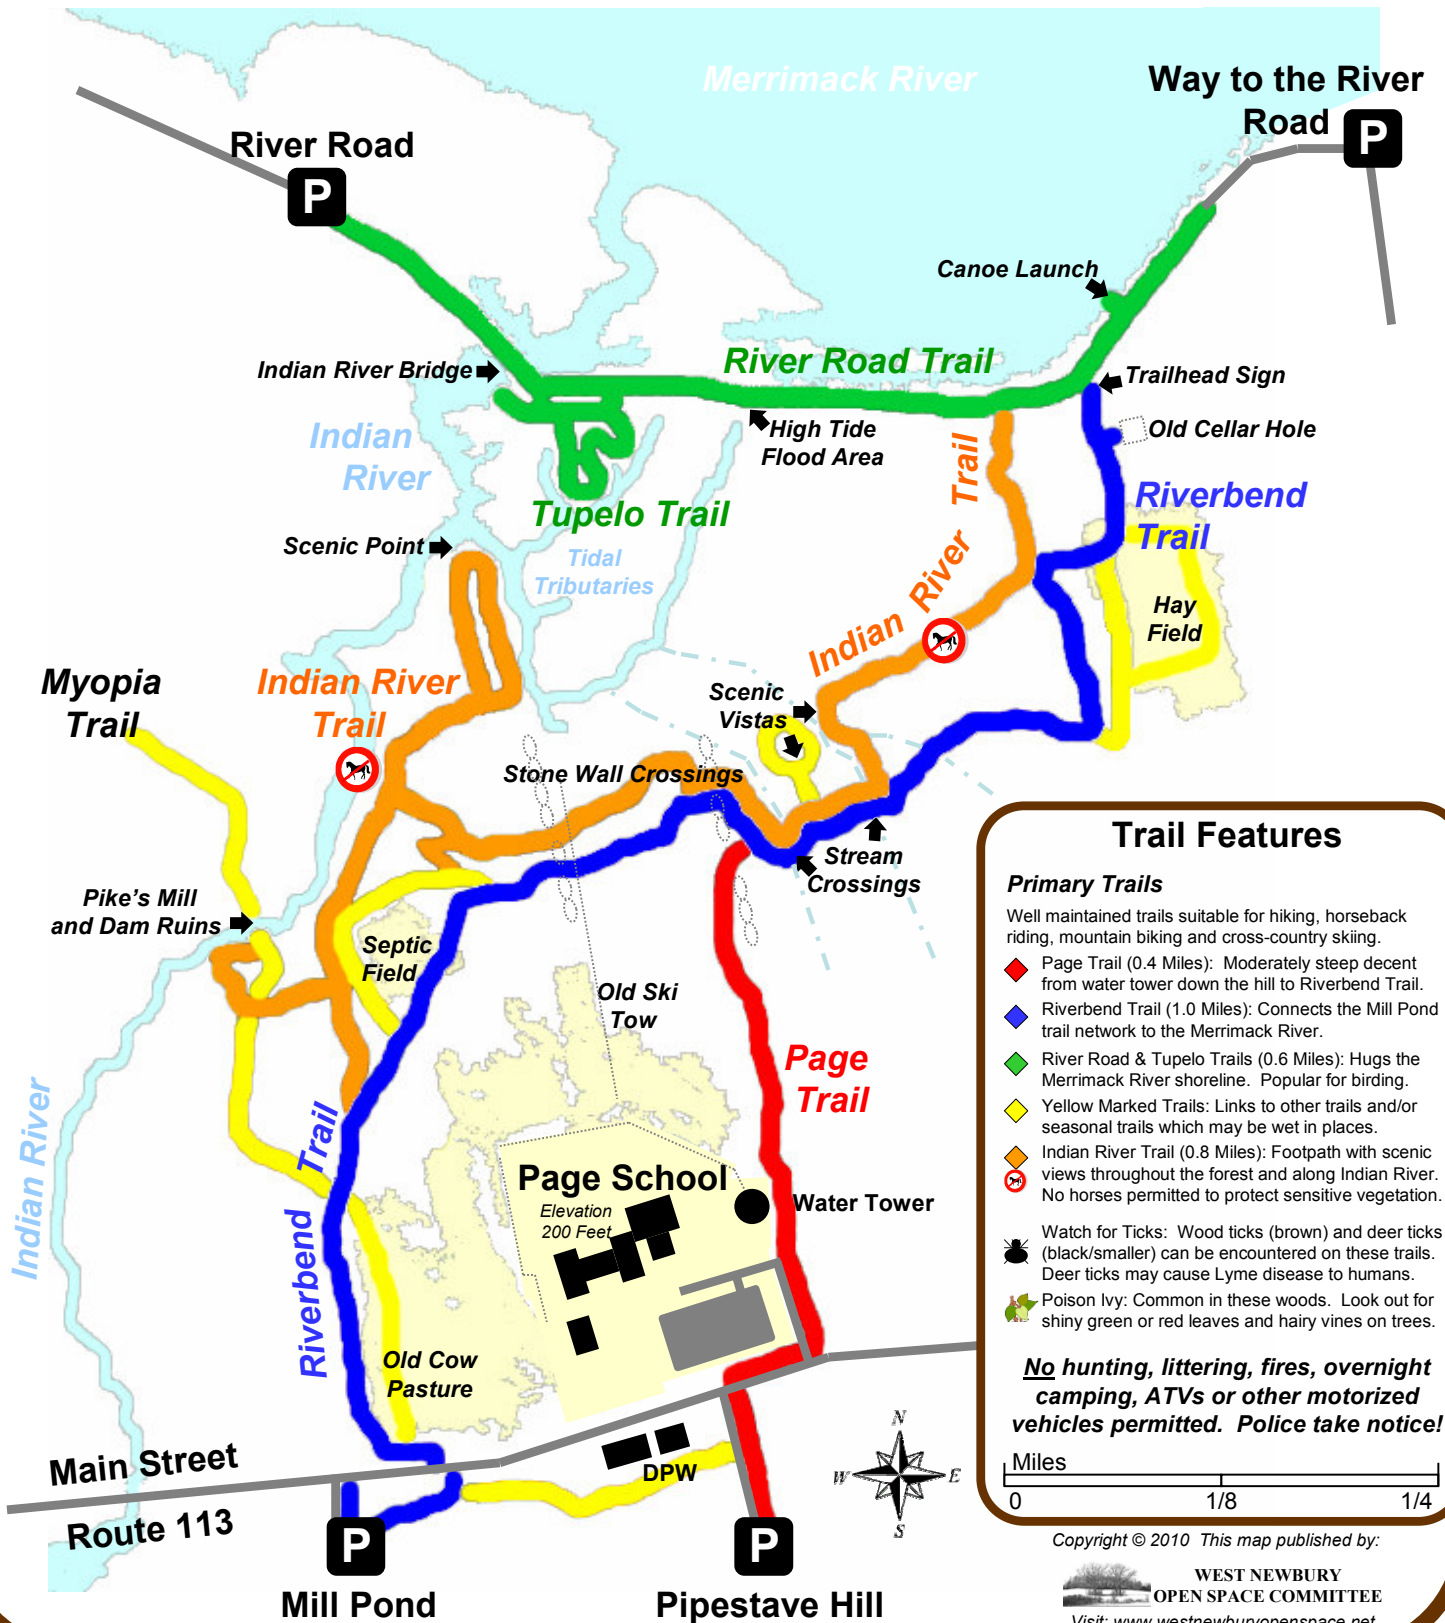 Merrimack River
Way to the River
Road
P
River Road
P
Canoe Launch
River Road Trail
Indian River Bridge
Trailhead Sign
High Tide
Flood Area
Old Cellar Hole
Indian
River
Indian River Trail
Riverbend
Trail
Tupelo Trail
Scenic Point
Tidal
Tributaries
Hay
Field
Myopia
Trail
Indian River
Trail
Scenic
Vistas
Stone Wall Crossings
Stream
Crossings
Pike's Mill
and Dam Ruins
Septic
Field
Old Ski
Tow
Page
Trail
Indian River
Riverbend Trail
Page School
Elevation
200 Feet
Water Tower
Old Cow
Pasture
Main Street
Route 113
DPW
N
W E
S
P
Mill Pond
P
Pipestave Hill
Trail Features
Primary Trails
Well maintained trails suitable for hiking, horseback
riding, mountain biking and cross-country skiing.
Page Trail (0.4 Miles): Moderately steep decent
from water tower down the hill to Riverbend Trail.
Riverbend Trail (1.0 Miles): Connects the Mill Pond
trail network to the Merrimack River.
River Road & Tupelo Trails (0.6 Miles): Hugs the
Merrimack River shoreline. Popular for birding.
Yellow Marked Trails: Links to other trails and/or
seasonal trails which may be wet in places.
Indian River Trail (0.8 Miles): Footpath with scenic
views throughout the forest and along Indian River.
No horses permitted to protect sensitive vegetation.
Watch for Ticks: Wood ticks (brown) and deer ticks
(black/smaller) can be encountered on these trails.
Deer ticks may cause Lyme disease to humans.
Poison Ivy: Common in these woods. Look out for
shiny green or red leaves and hairy vines on trees.
No hunting, littering, fires, overnight
camping, ATVs or other motorized
vehicles permitted. Police take notice!
Miles
0 1/8 1/4
Copyright © 2010 This map published by:
WEST NEWBURY
OPEN SPACE COMMITTEE
Visit: www.westnewburyopenspace.net